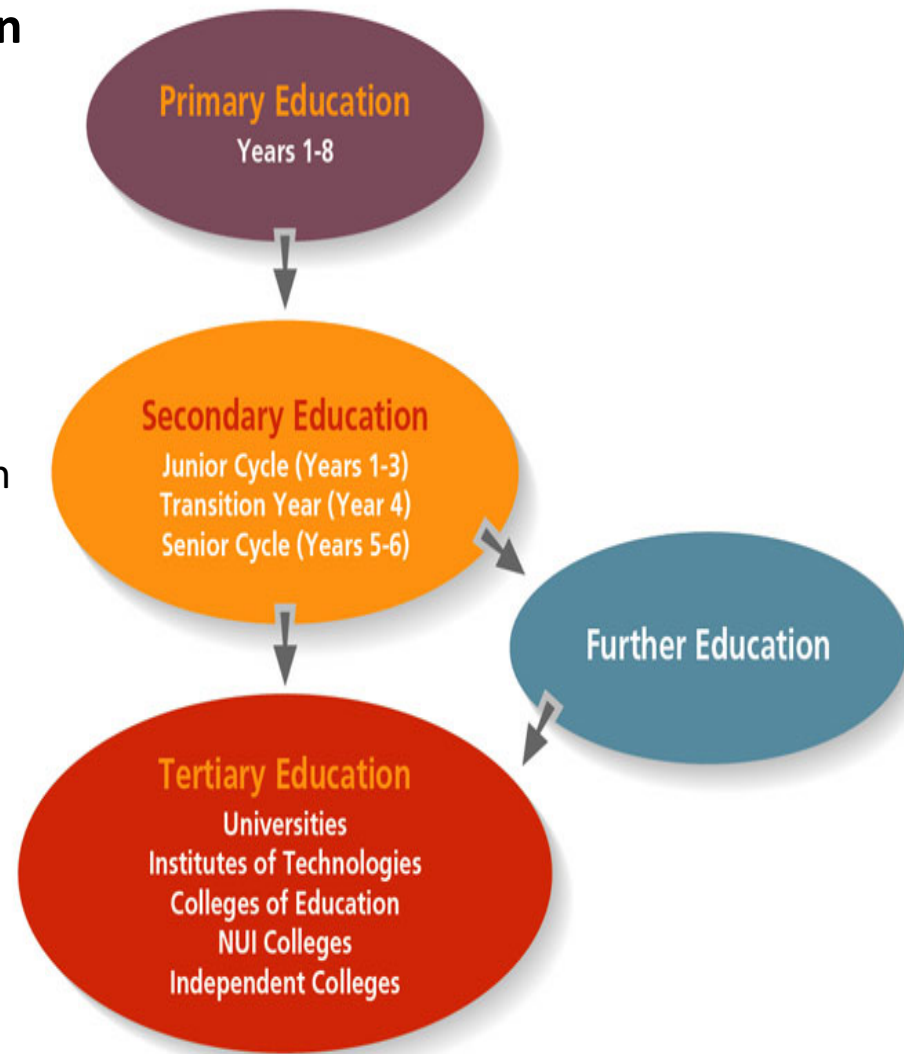 n
Primary Education
Years 1-8
Secondary Education
Junior Cycle (Years 1-3)
n
Transition Year (Year 4)
Senior Cycle (Years 5-6)
Further Education
Tertiary Education
Universities
Institutes of Technologies
Colleges of Education
NUI Colleges
Independent Colleges